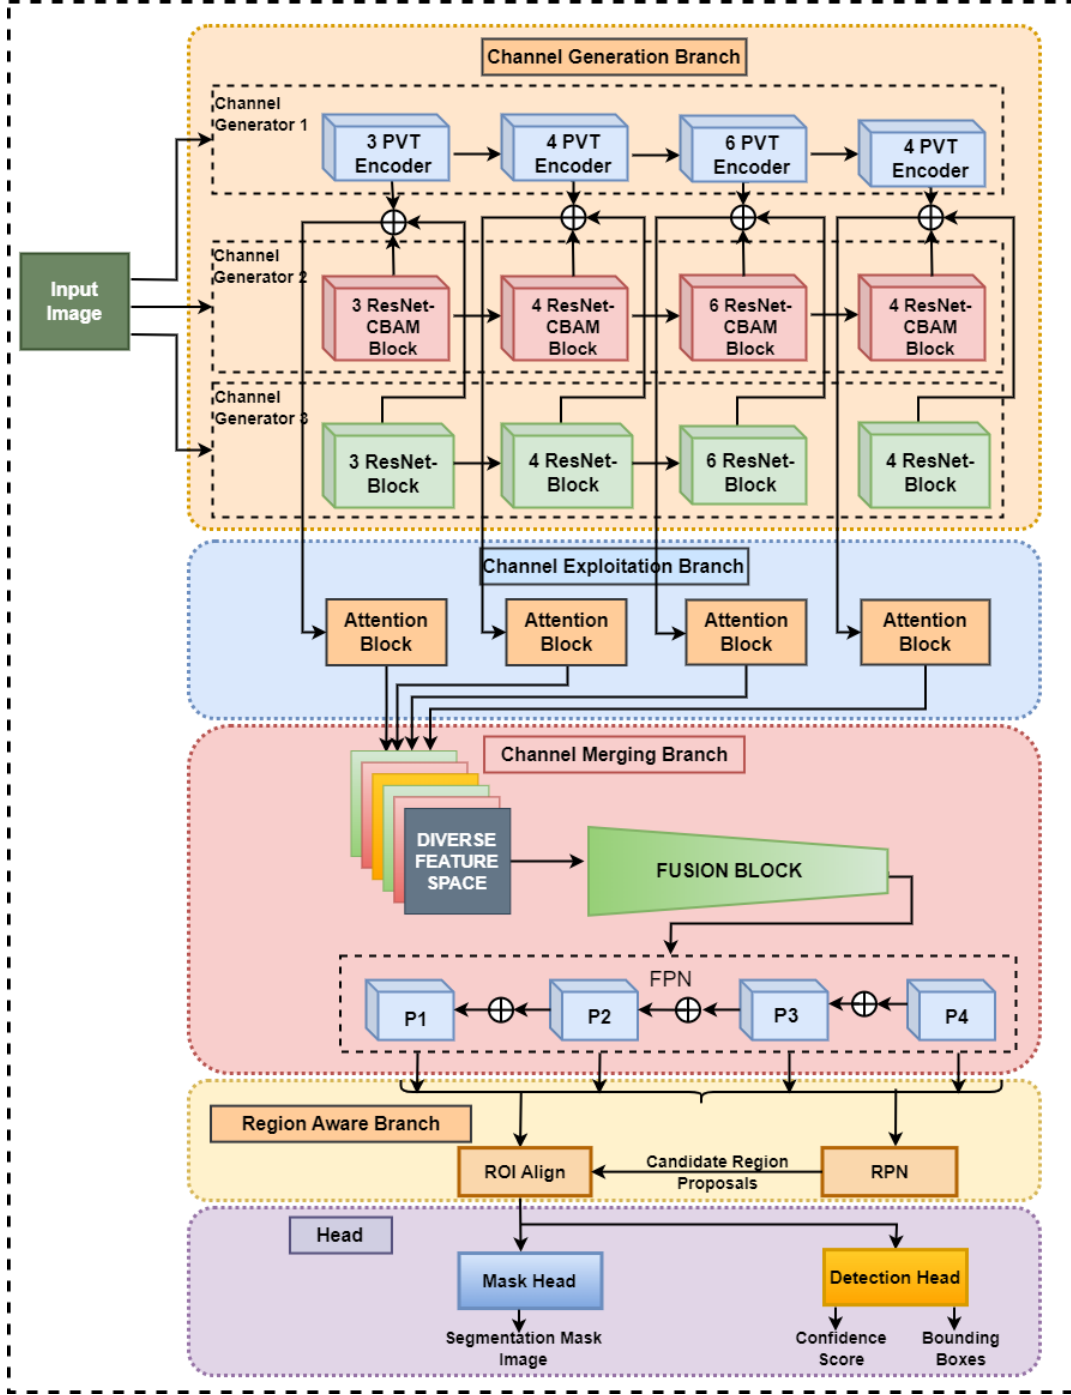 Channel Generation Branch
Channel
Generator 1
3 PVT
Encoder
4 PVT
Encoder
6 PVT
Encoder
4 PVT
Encoder
Input
Image
Channel
Generator 2
3 ResNet-
CBAM
Block
4 ResNet-
CBAM
Block
6 ResNet-
CBAM
Block
4 ResNet-
CBAM
Block
Channel
Generator 3
3 ResNet-
Block
4 ResNet-
Block
6 ResNet-
Block
4 ResNet-
Block
Channel Exploitation Branch
Attention
Block
Attention
Block
Attention
Block
Attention
Block
Channel Merging Branch
DIVERSE
FEATURE
SPACE
FUSION BLOCK
FPN
P1
P2
P3
P4
Region Aware Branch
ROI Align
Candidate Region
Proposals
RPN
Head
Mask Head
Detection Head
Segmentation Mask
Image
Confidence
Score
Bounding
Boxes